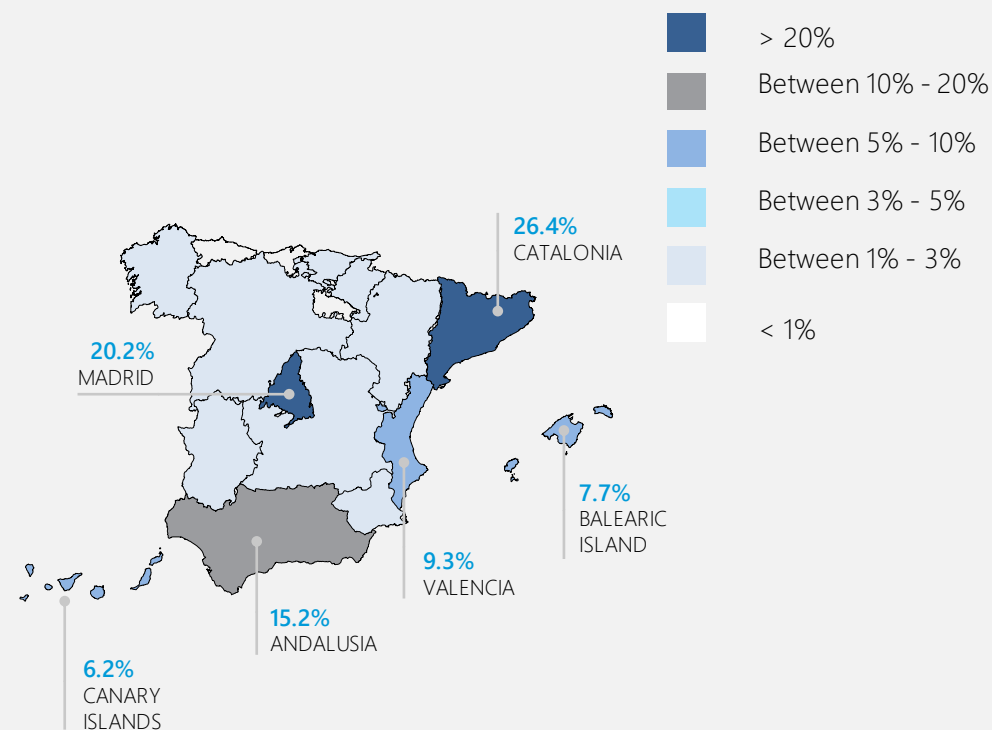 > 20%
Between 10% - 20%
Between 5% - 10%
Between 3% - 5%
Between 1% - 3%
< 1%
26.4%
CATALONIA
20.2%
MADRID
7.7%
BALEARIC
ISLAND
9.3%
VALENCIA
15.2%
ANDALUSIA
6.2%
CANARY
ISLANDS